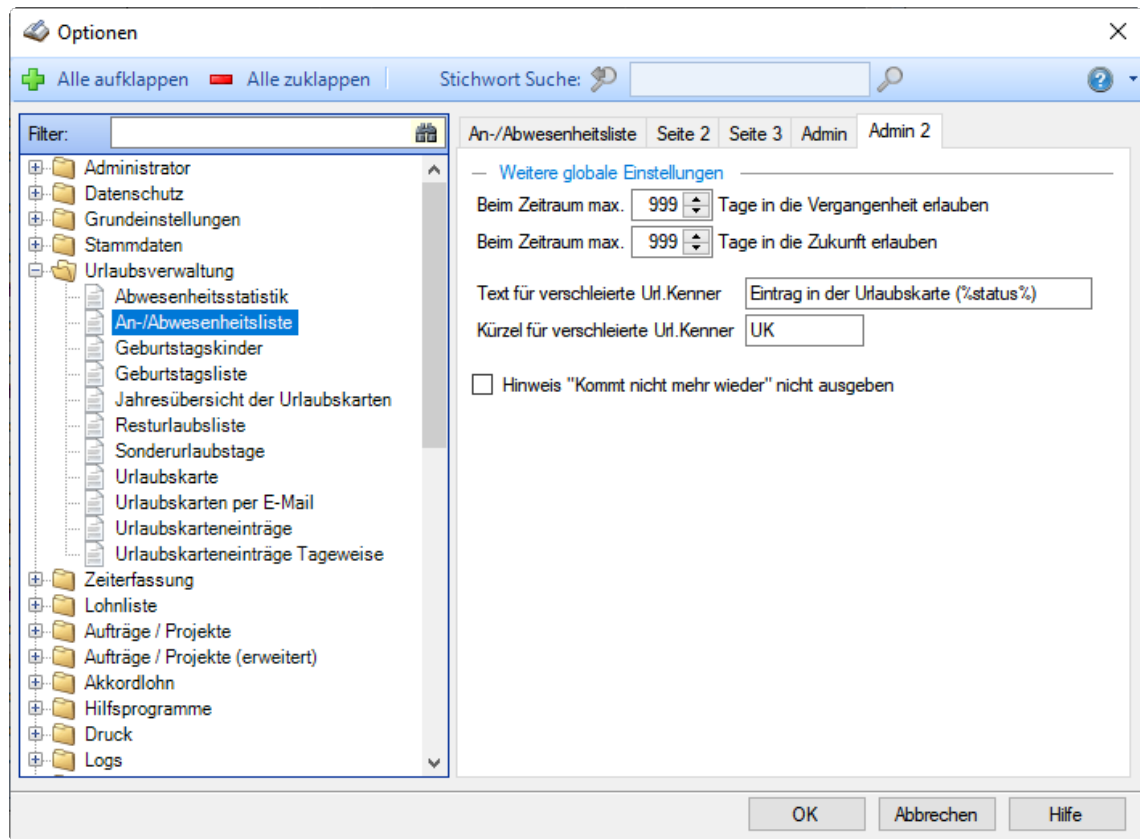 Optionen
Alle aufklappen Alle zuklappen Stichwort Suche:
Filter:
Administrator
Datenschutz
Grundeinstellungen
Stammdaten
Urlaubsverwaltung
Abwesenheitsstatistik
An-/Abwesenheitsliste
Geburtstagskinder
Geburtstagsliste
Jahresübersicht der Urlaubskarten
Resturlaubsliste
Sonderurlaubstage
Urlaubskarte
Urlaubskarten per E-Mail
Urlaubskarteneinträge
Urlaubskarteneinträge Tageweise
Zeiterfassung
Lohnliste
Aufträge / Projekte
Aufträge / Projekte (erweitert)
Akkordlohn
Hilfsprogramme
Druck
Logs
An-/Abwesenheitsliste Seite 2 Seite 3 Admin Admin 2
Weitere globale Einstellungen
Beim Zeitraum max. 999 Tage in die Vergangenheit erlauben
Beim Zeitraum max. 999 Tage in die Zukunft erlauben
Text für verschleierte Url.Kenner Eintrag in der Urlaubskarte (%status%)
Kürzel für verschleierte Url.Kenner UK
Hinweis "Kommt nicht mehr wieder" nicht ausgeben
OK Abbrechen Hilfe